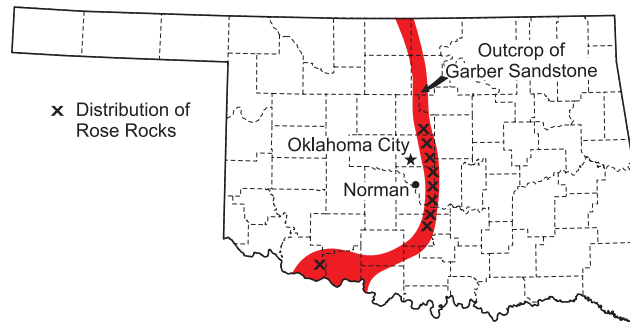 Outcrop of
Garber Sandstone
x Distribution of
Rose Rocks
Oklahoma City
Norman